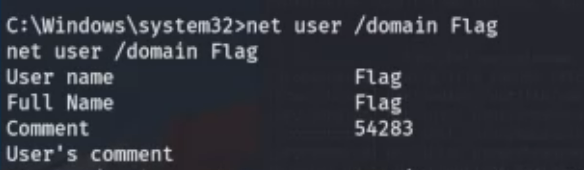 C:\Windows\system32>net user /domain Flag
net user /domain Flag
User name Flag
Full Name Flag
Comment 54283
User's comment